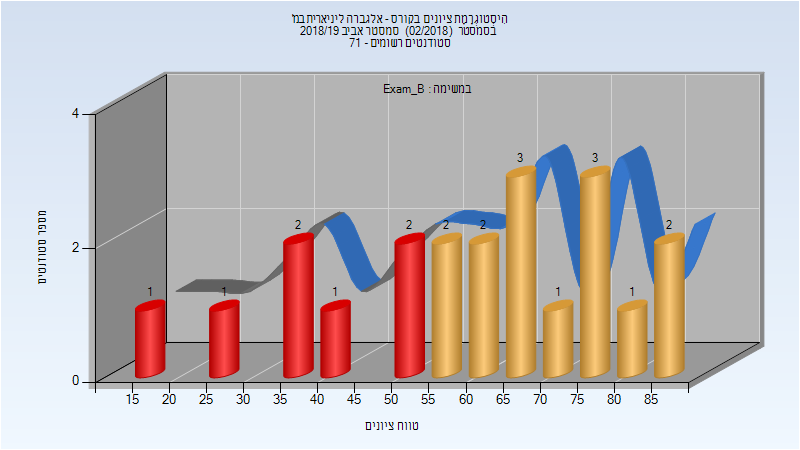 היסטוגרמת ציונים בקורס - אלגברה ליניארית במ'
בסמסטר (02/2018) סמסטר אביב 2018/19
סטודנטים רשומים - 71
במשימה : Exam_B
מספר סטודנטים
4
2
0
1
1
2
1
2
2
2
3
1
3
1
2
15 20 25 30 35 40 45 50 55 60 65 70 75 80 85
טווח ציונים